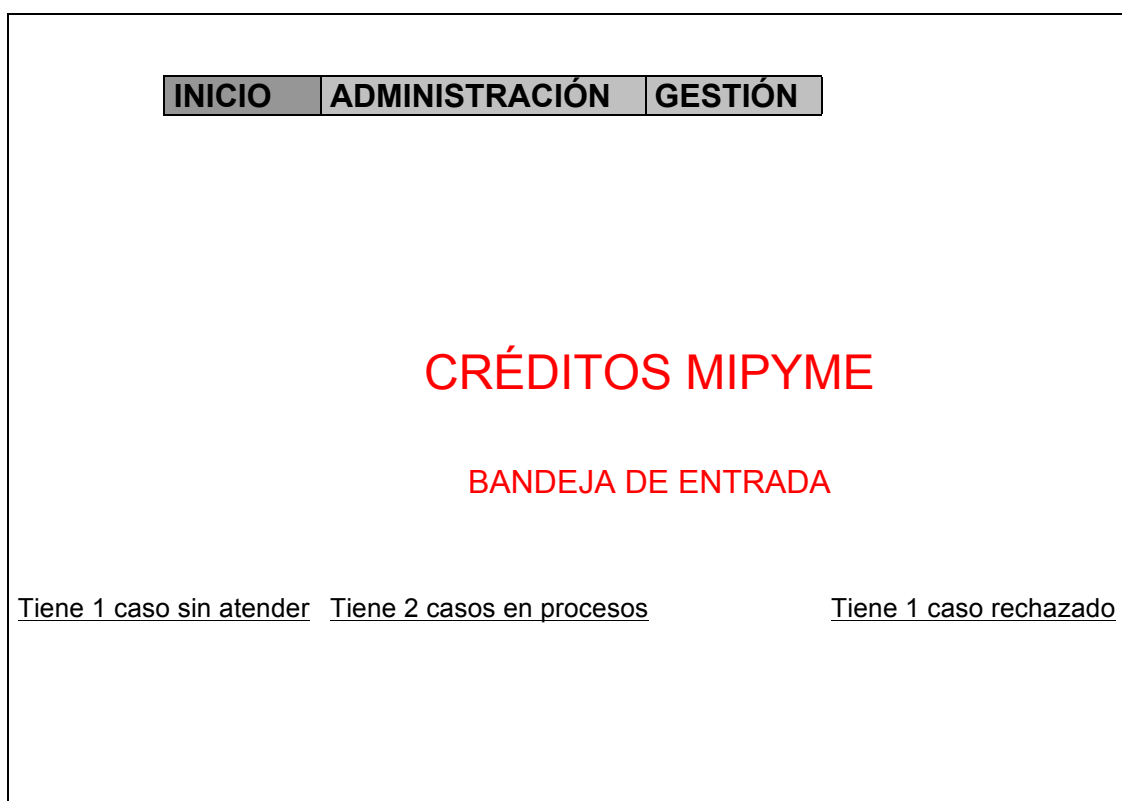 INICIO ADMINISTRACIÓN GESTIÓN
CRÉDITOS MIPYME
BANDEJA DE ENTRADA
Tiene 1 caso sin atender Tiene 2 casos en procesos Tiene 1 caso rechazado